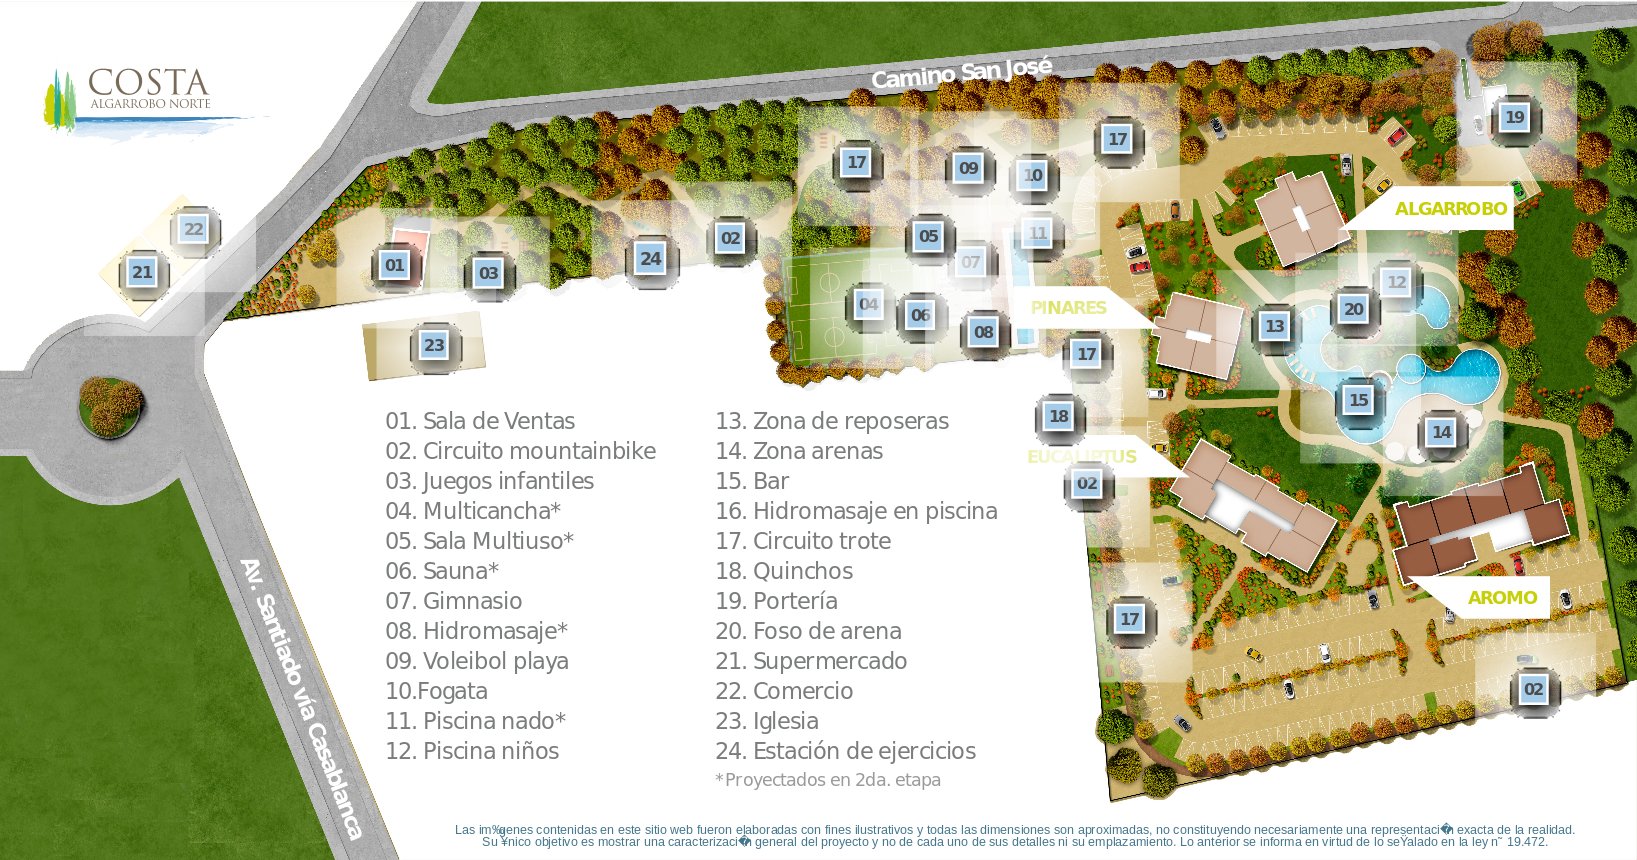 COSTA
ALGARROBO NORTE
Camino San José
19
17
17
09
10
ALGARROBO
22
05
11
02
21
01
03
24
07
12
04
06
PINARES
20
08
13
23
17
15
18
14
EUCALIPTUS
02
01. Sala de Ventas
02. Circuito mountainbike
03. Juegos infantiles
04. Multicancha*
05. Sala Multiuso*
06. Sauna*
07. Gimnasio
08. Hidromasaje*
09. Voleibol playa
10.Fogata
11. Piscina nado*
12. Piscina niños
13. Zona de reposeras
14. Zona arenas
15. Bar
16. Hidromasaje en piscina
17. Circuito trote
18. Quinchos
19. Portería
20. Foso de arena
21. Supermercado
22. Comercio
23. Iglesia
24. Estación de ejercicios
*Proyectados en 2da. etapa
AROMO
17
02
Av. Santiado vía Casablanca
Las im‰genes contenidas en este sitio web fueron elaboradas con fines ilustrativos y todas las dimensiones son aproximadas, no constituyendo necesariamente una representaci�n exacta de la realidad.
Su ¥nico objetivo es mostrar una caracterizaci�n general del proyecto y no de cada uno de sus detalles ni su emplazamiento. Lo anterior se informa en virtud de lo seŸalado en la ley n˜ 19.472.